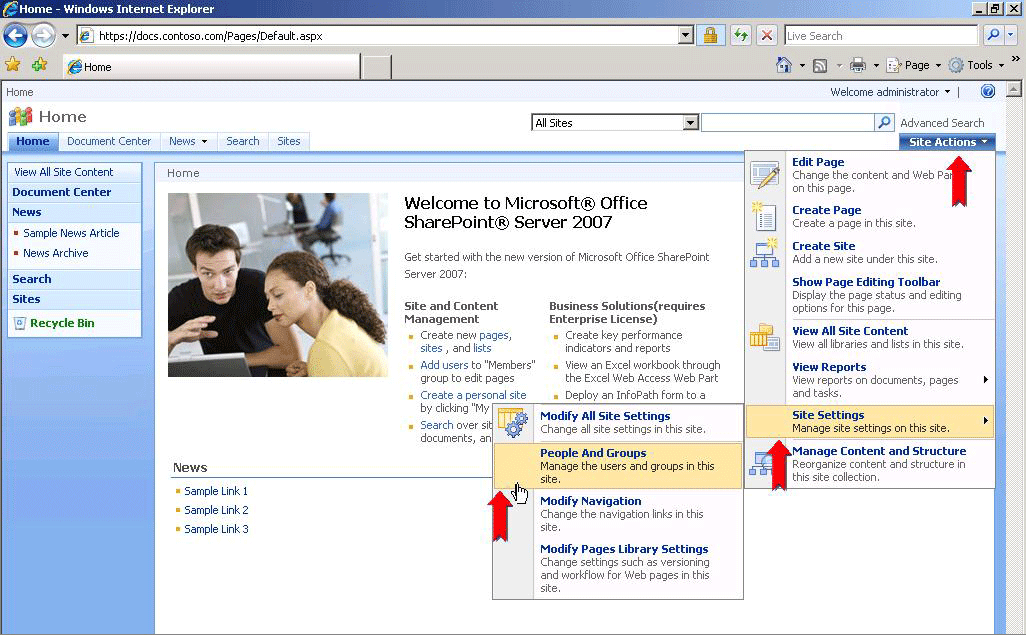 Home - Windows Internet Explorer
https://docs.contoso.com/Pages/Default.aspx
Live Search
Home
Page
Tools
Home
Welcome administrator
Home
All Sites
Advanced Search
Home
Document Center
News
Search
Sites
Site Actions
View All Site Content
Document Center
News
Sample News Article
News Archive
Search
Sites
Recycle Bin
Home
Welcome to Microsoft® Office
SharePoint® Server 2007
Get started with the new version of Microsoft Office SharePoint
Server 2007:
Site and Content
Management
Create new pages,
sites , and lists
Add users to "Members"
group to edit pages
Create a personal site
by clicking "My
Search over sit
documents, an
Business Solutions(requires
Enterprise License)
Create key performance
indicators and reports
View an Excel workbook through
the Excel Web Access Web Part
Deploy an InfoPath form to a
News
Sample Link 1
Sample Link 2
Sample Link 3
Edit Page
Change the content and Web Pa
on this page.
Create Page
Create a page in this site.
Create Site
Add a new site under this site.
Show Page Editing Toolbar
Display the page status and editing
options for this page.
View All Site Content
View all libraries and lists in this site.
View Reports
View reports on documents, pages
and tasks.
Site Settings
Manage site settings on this site.
Manage Content and Structure
Reorganize content and structure in
this site collection.
Modify All Site Settings
Change all site settings in this site.
People And Groups
Manage the users and groups in this
site.
Modify Navigation
Change the navigation links in this
site.
Modify Pages Library Settings
Change settings such as versioning
and workflow for Web pages in this
site.